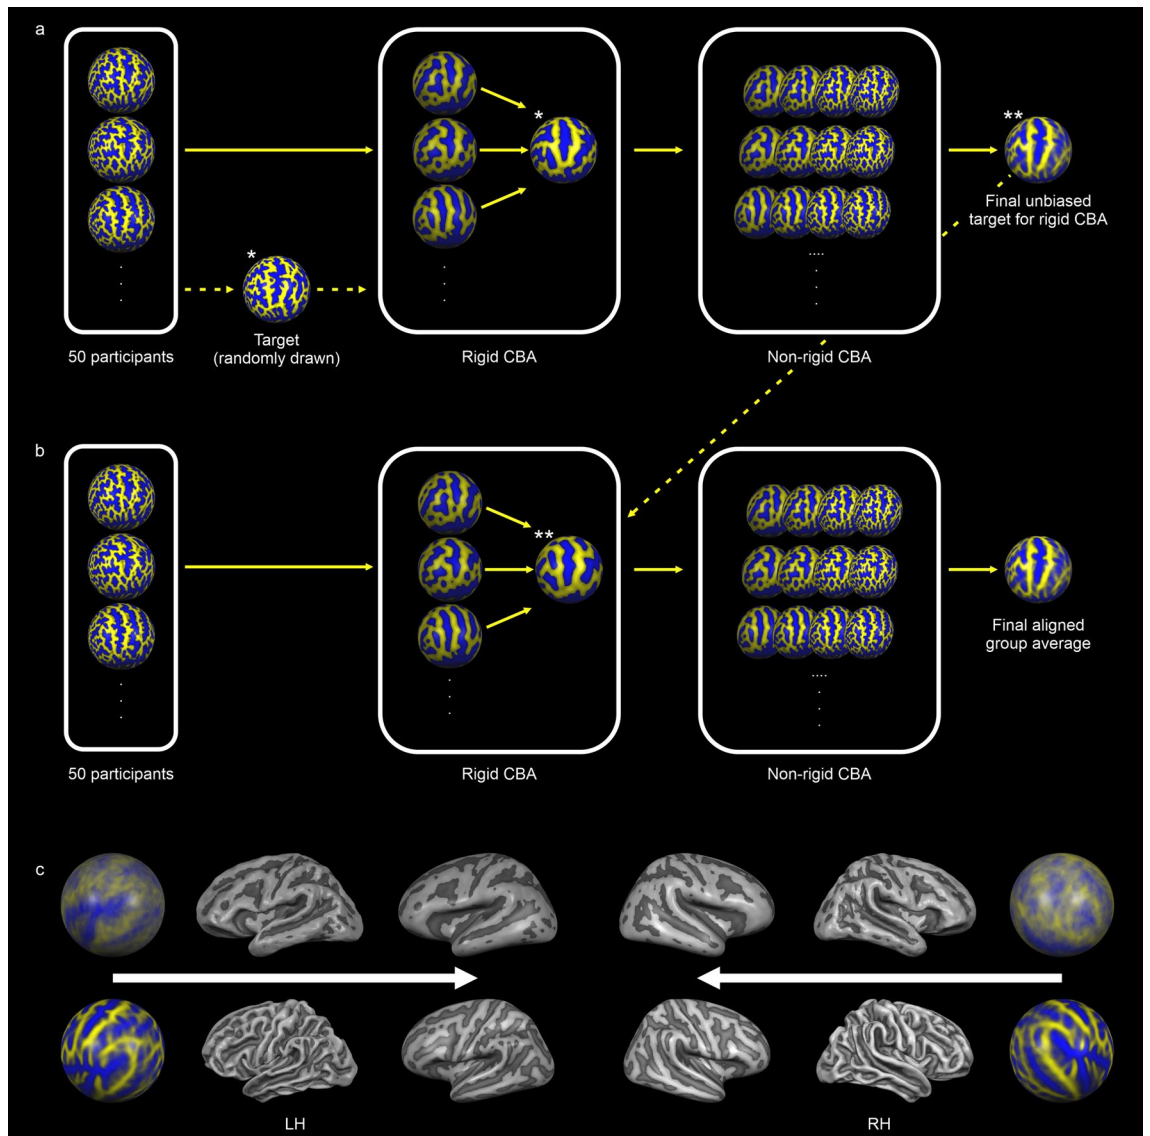 a
*
**
Final unbiased
target for rigid CBA
*
Target
(randomly drawn)
50 participants
Rigid CBA
Non-rigid CBA
b
**
Final aligned
group average
50 participants
Rigid CBA
Non-rigid CBA
c
LH
RH